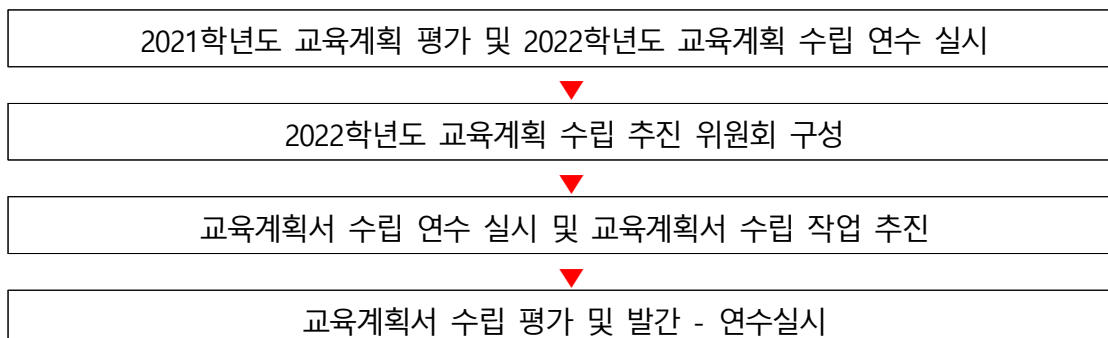 2021학년도 교육계획 평가 및 2022학년도 교육계획 수립 연수 실시
2022학년도 교육계획 수립 추진 위원회 구성
교육계획서 수립 연수 실시 및 교육계획서 수립 작업 추진
교육계획서 수립 평가 및 발간 - 연수실시